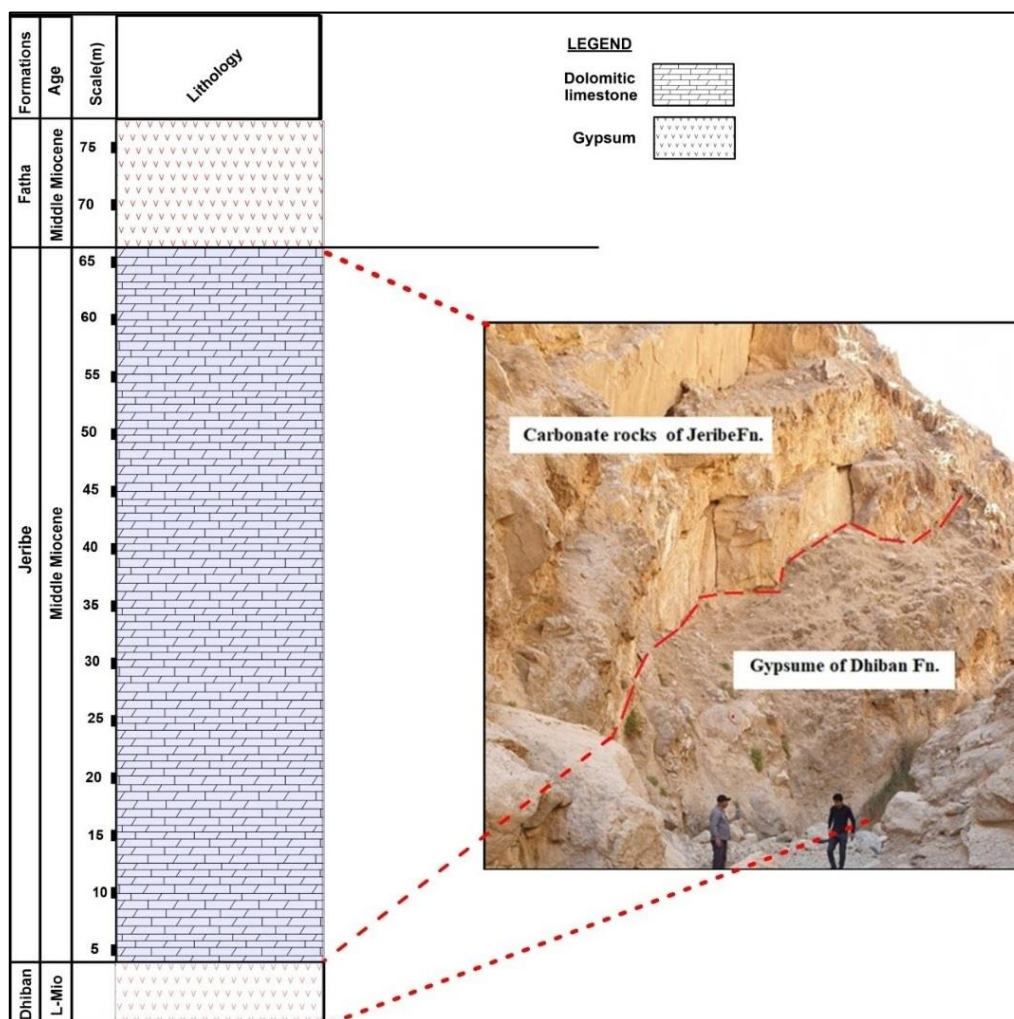 Formations
Age
Scale(m)
Lithology
LEGEND
Dolomitic
limestone
Gypsum
Fatha
Middle Miocene
75
70
Jeribe
Middle Miocene
65
60
55
50
45
40
35
30
25
20
15
10
5
Dhiban
L-Mio
Carbonate rocks of JeribeFn.
Gypsume of Dhiban Fn.